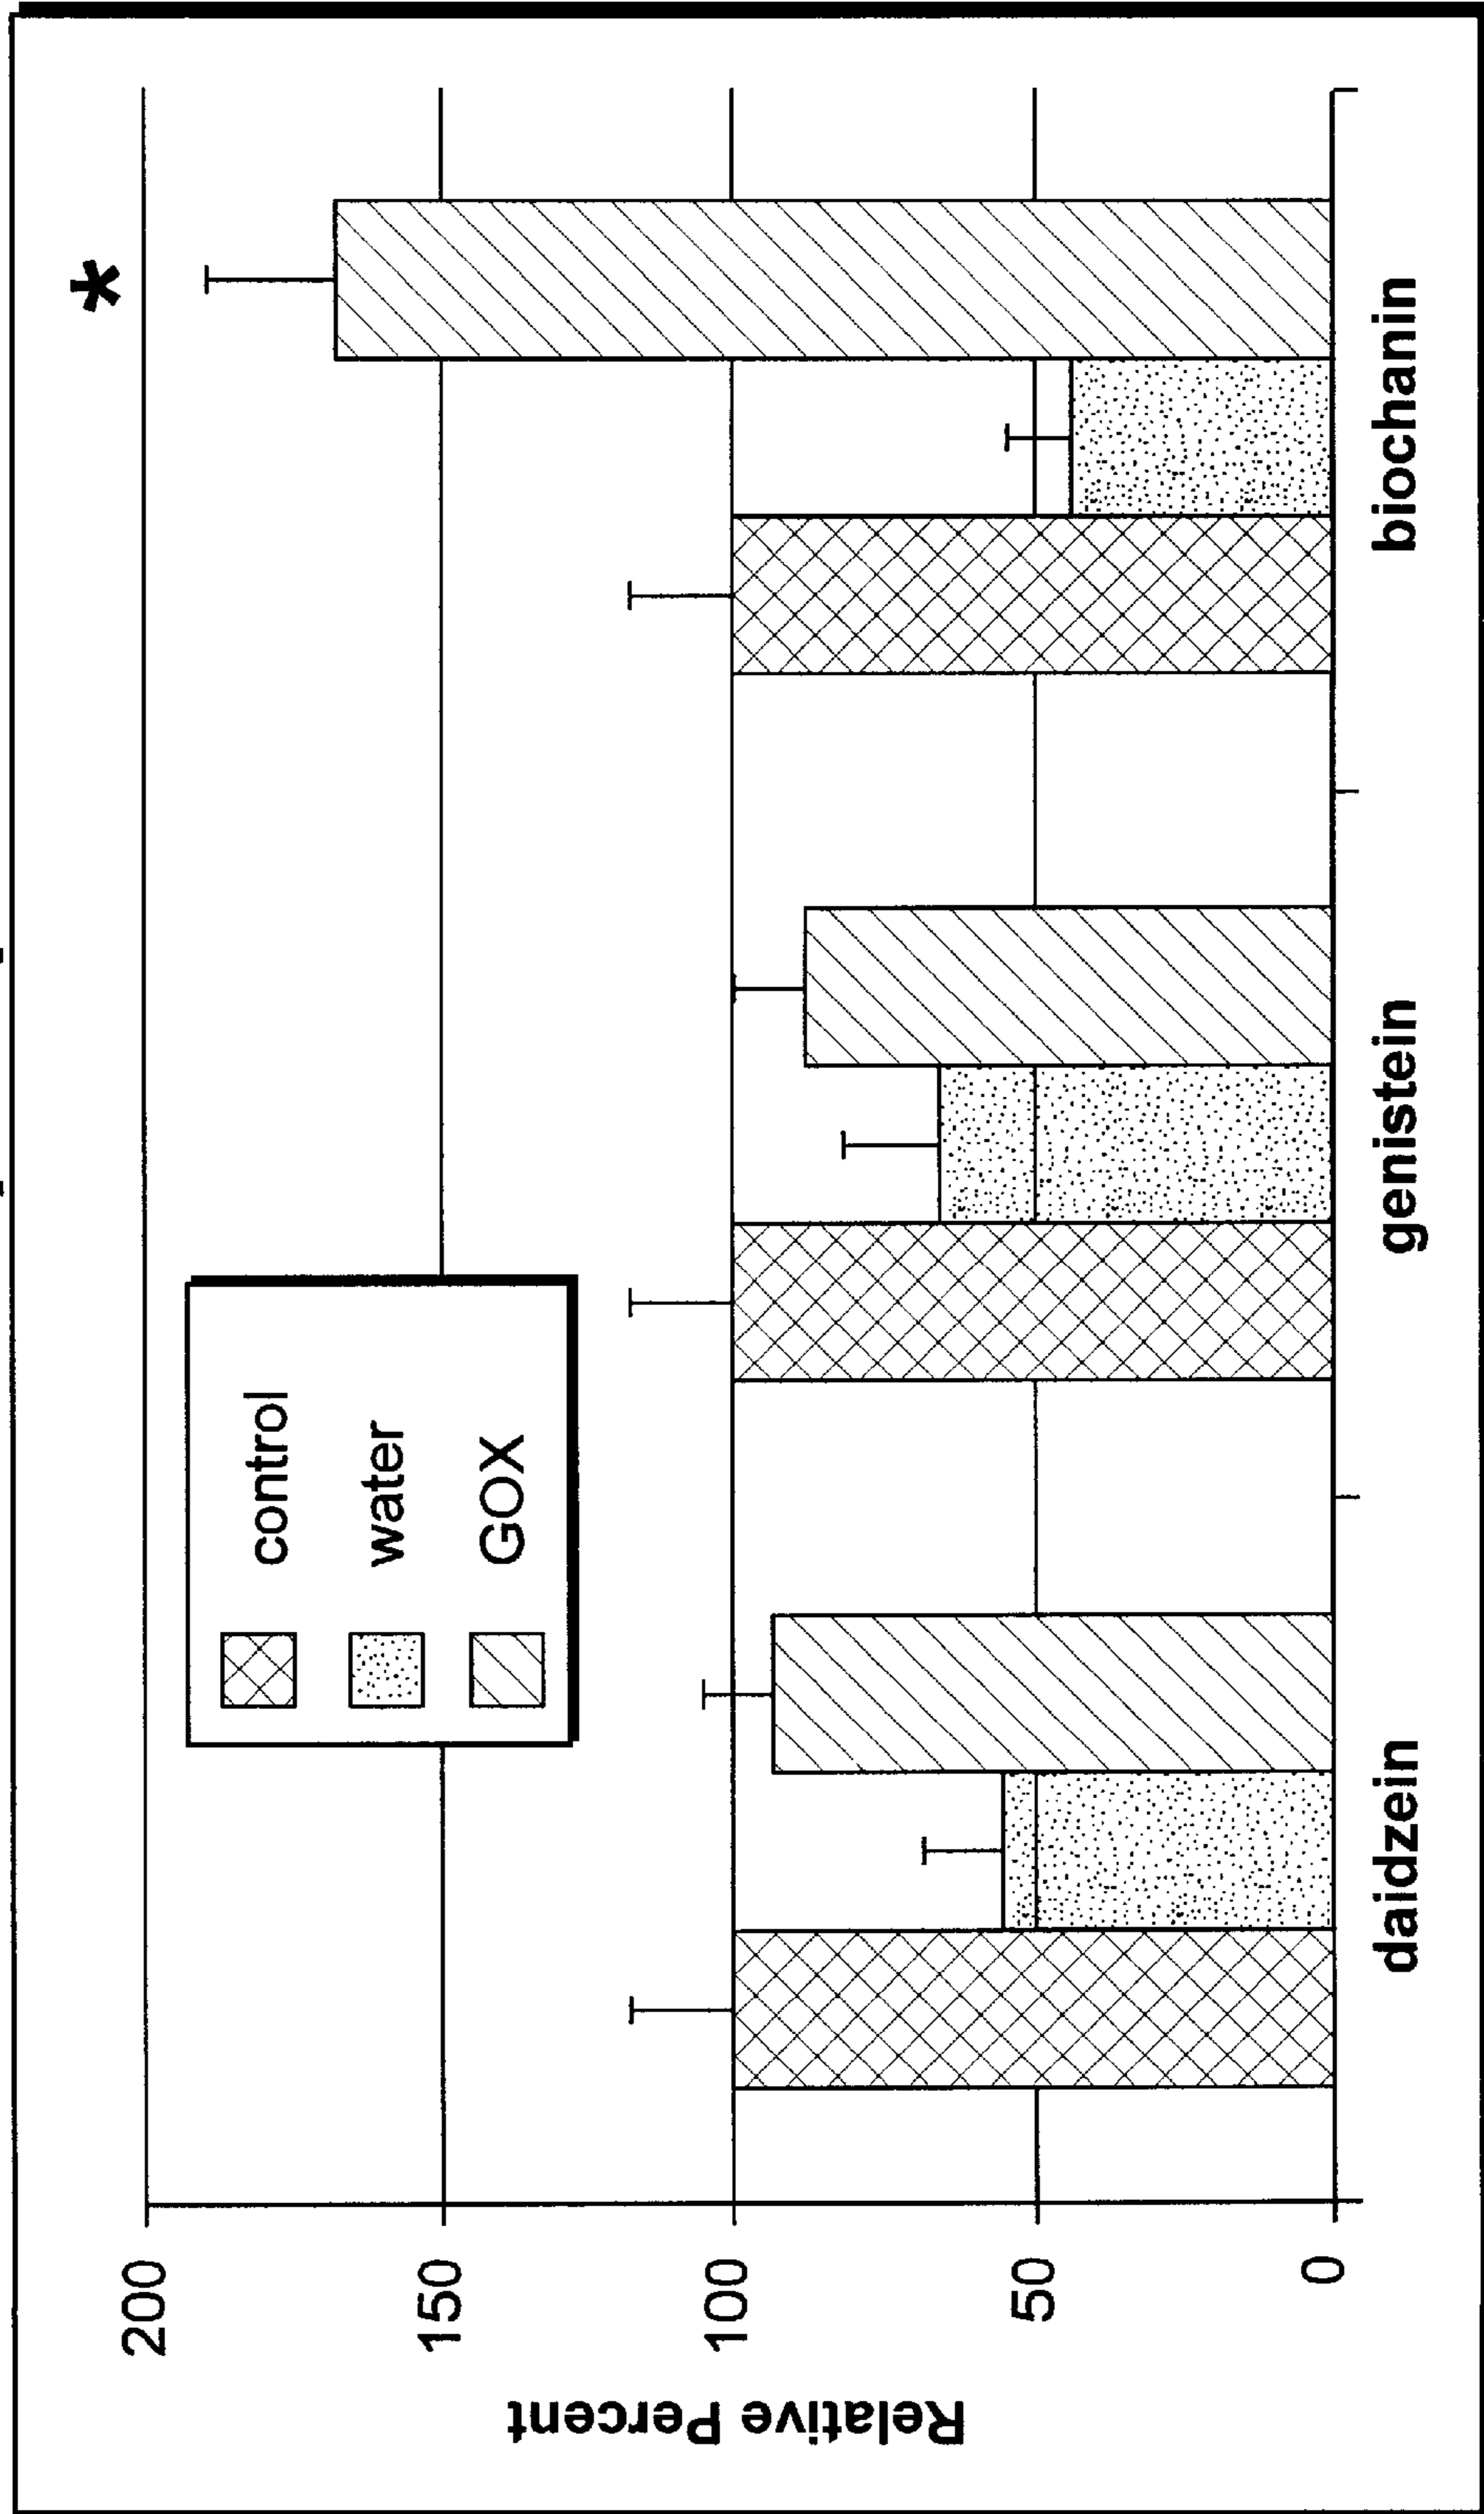 *
control
water
GOX
200
150
100
50
0
Relative Percent
daidzein
genistein
biochanin